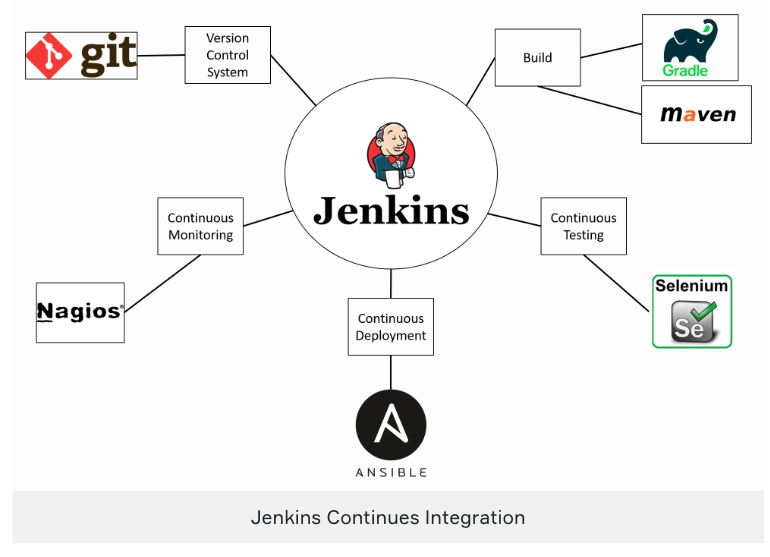 git
Version
Control
System
Build
Gradle
maven
Jenkins
Continuous
Monitoring
Continuous
Testing
Nagios®
Continuous
Deployment
Selenium
Se
ANSIBLE
Jenkins Continues Integration